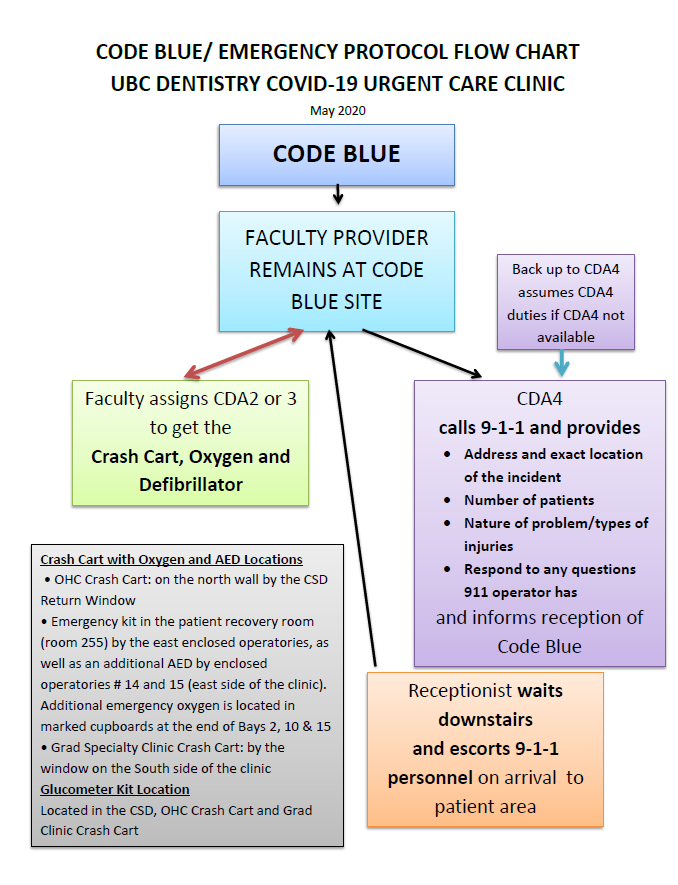 CODE BLUE/ EMERGENCY PROTOCOL FLOW CHART
UBC DENTISTRY COVID-19 URGENT CARE CLINIC
May 2020
CODE BLUE
FACULTY PROVIDER
REMAINS AT CODE
BLUE SITE
Back up to CDA4
assumes CDA4
duties if CDA4 not
available
Faculty assigns CDA2 or 3
to get the
Crash Cart, Oxygen and
Defibrillator
CDA4
calls 9-1-1 and provides
• Address and exact location
of the incident
• Number of patients
• Nature of problem/types of
injuries
• Respond to any questions
911 operator has
and informs reception of
Code Blue
Crash Cart with Oxygen and AED Locations
• OHC Crash Cart: on the north wall by the CSD
Return Window
• Emergency kit in the patient recovery room
(room 255) by the east enclosed operatories, as
well as an additional AED by enclosed
operatories # 14 and 15 (east side of the clinic).
Additional emergency oxygen is located in
marked cupboards at the end of Bays 2, 10 & 15
• Grad Specialty Clinic Crash Cart: by the
window on the South side of the clinic
Glucometer Kit Location
Located in the CSD, OHC Crash Cart and Grad
Clinic Crash Cart
Receptionist waits
downstairs
and escorts 9-1-1
personnel on arrival to
patient area